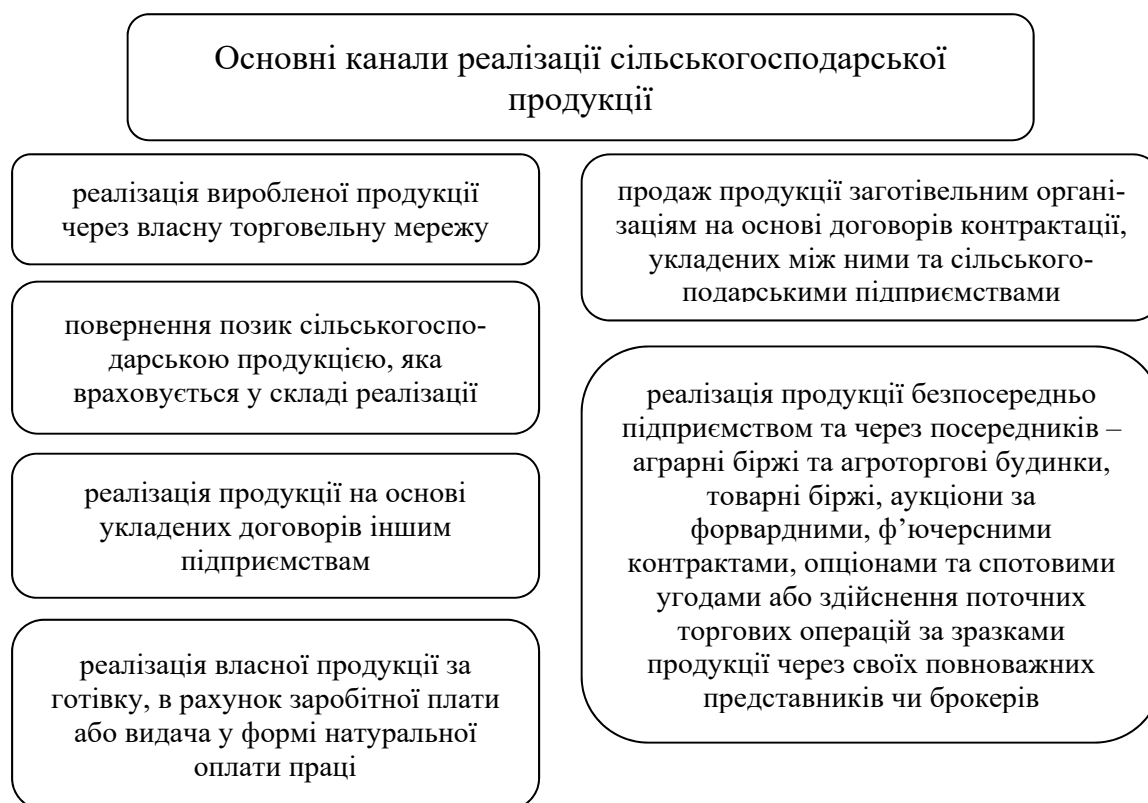 Основні канали реалізації сільськогосподарської
продукції
реалізація виробленої продукції
через власну торговельну мережу
повернення позик сільськогоспо-
дарською продукцією, яка
враховується у складі реалізації
реалізація продукції на основі
укладених договорів іншим
підприємствам
реалізація власної продукції за
готівку, в рахунок заробітної плати
або видача у формі натуральної
оплати праці
продаж продукції заготівельним органі-
заціям на основі договорів контрактації,
укладених між ними та сільського-
подарськими підприємствами
реалізація продукції безпосередньо
підприємством та через посередників –
аграрні біржі та агроторгові будинки,
товарні біржі, аукціони за
форвардними, ф’ючерсними
контрактами, опціонами та спотовими
угодами або здійснення поточних
торгових операцій за зразками
продукції через своїх повноважних
представників чи брокерів